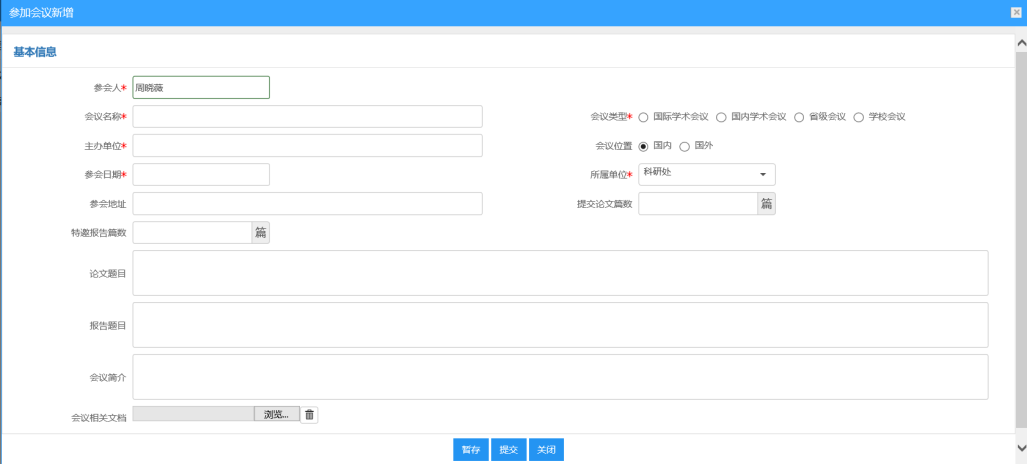 参加会议新增
基本信息
参会人* 周晓薇
会议名称* 会议类型* 国际学术会议 国内学术会议 省级会议 学校会议
主办单位* 会议位置 国内 国外
参会日期* 所属单位* 科研处
参会地址 提交论文篇数 篇
特邀报告篇数 篇
论文题目
报告题目
会议简介
会议相关文档 浏览...
暂存 提交 关闭